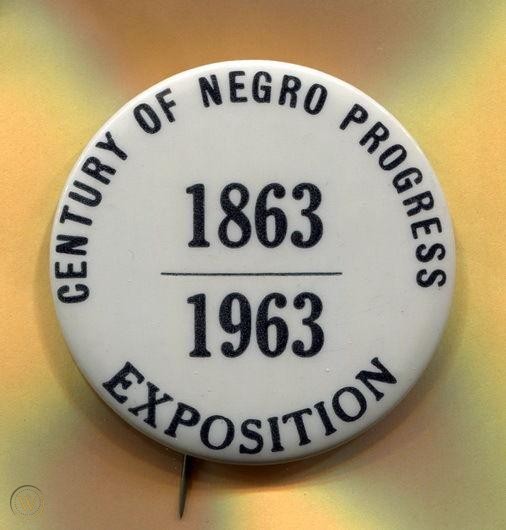 CENTURY OF NEGRO PROGRESS
1863
1963
EXPOSITION